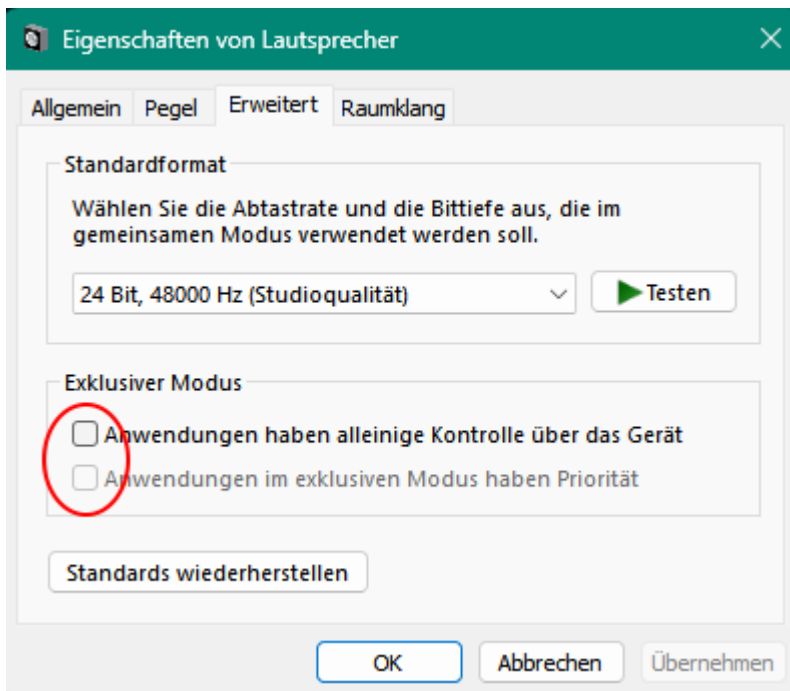 Eigenschaften von Lautsprecher
Allgemein Pegel Erweitert Raumklang
Standardformat
Wählen Sie die Abtastrate und die Bittiefe aus, die im
gemeinsamen Modus verwendet werden soll.
24 Bit, 48000 Hz (Studioqualität) Testen
Exklusiver Modus
Anwendungen haben alleinige Kontrolle über das Gerät
Anwendungen im exklusiven Modus haben Priorität
Standards wiederherstellen
OK Abbrechen Übernehmen